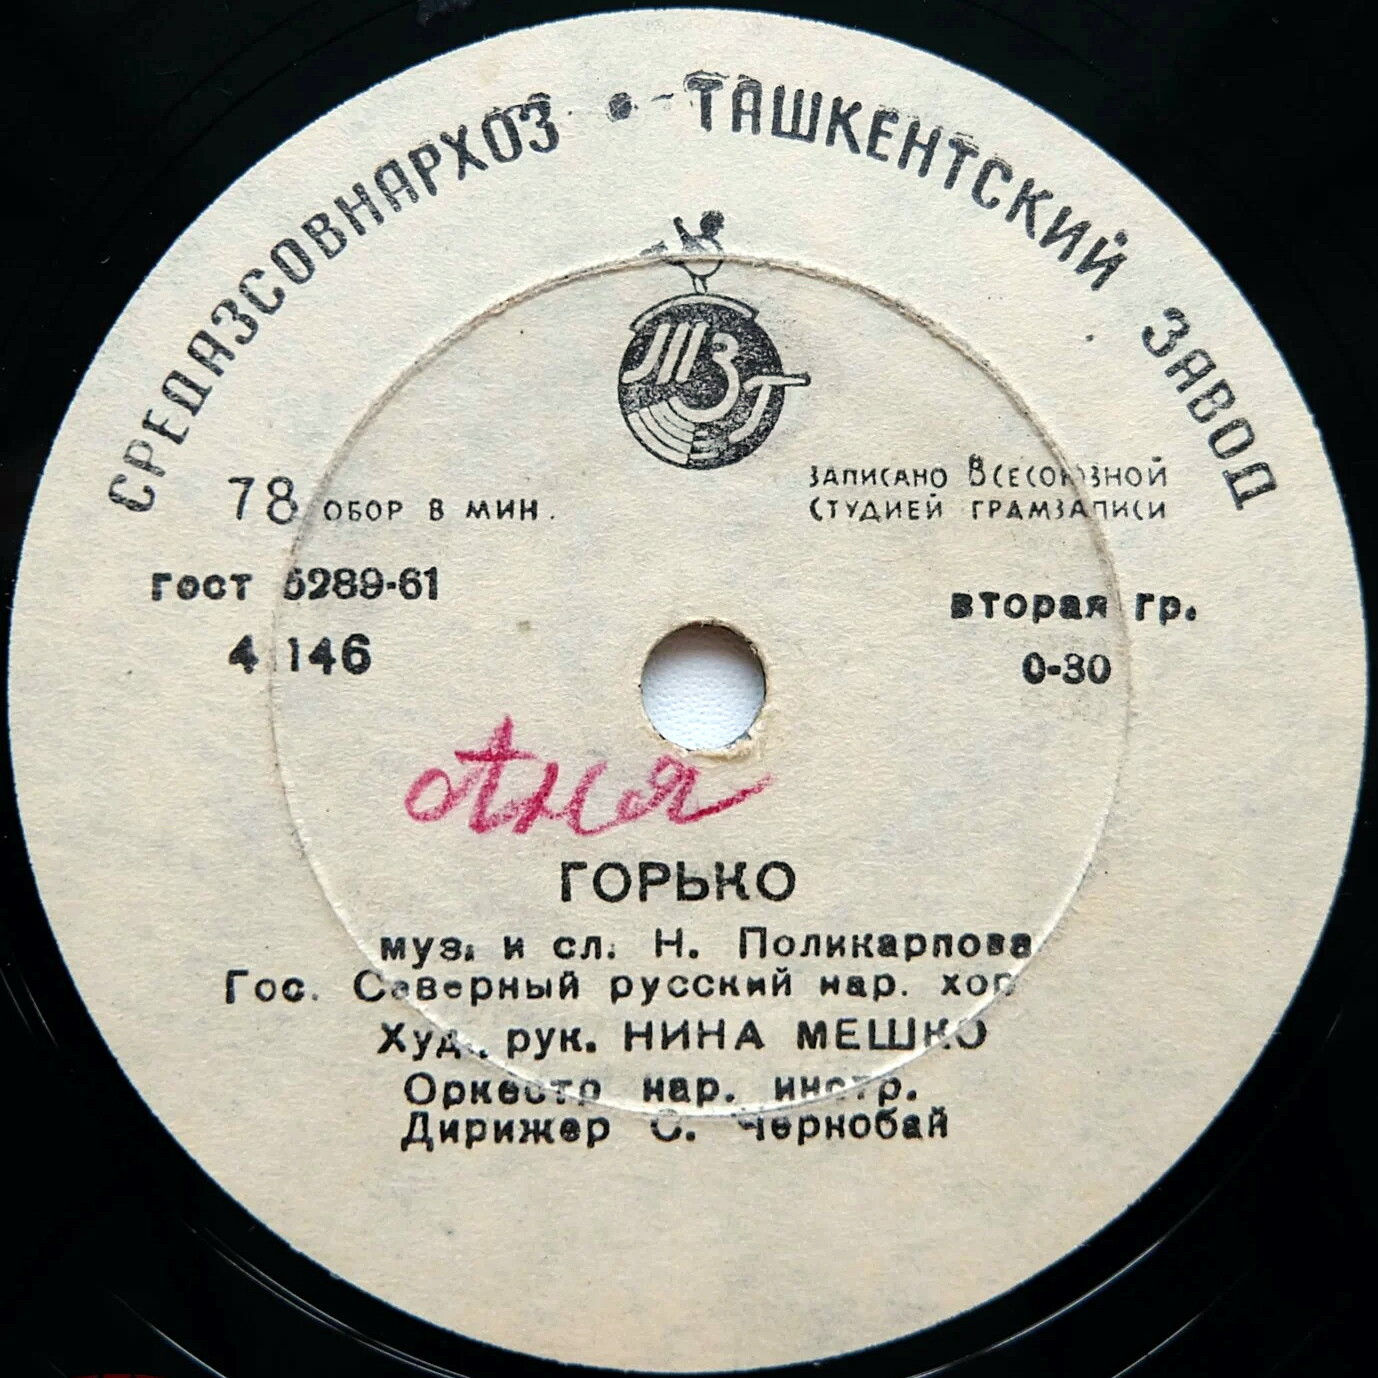 СРЕДАЗСОВНАРХОЗ • ТАШКЕНТСКИЙ ЗАВОД
ТЗГ
78 ОБОР В МИН.
ЗАПИСАНО ВСЕСОЮЗНОЙ
СТУДИЕЙ ГРАМЗАПИСИ
ГОСТ 5289-61
4146
вторая гр.
0-30
Аня
ГОРЬКО
муз. и сл. Н. Поликарпова
Гос. Северный русский нар. хор
Худ. рук. НИНА МЕШКО
Оркестр нар. инстр.
Дирижер С. Чернобай